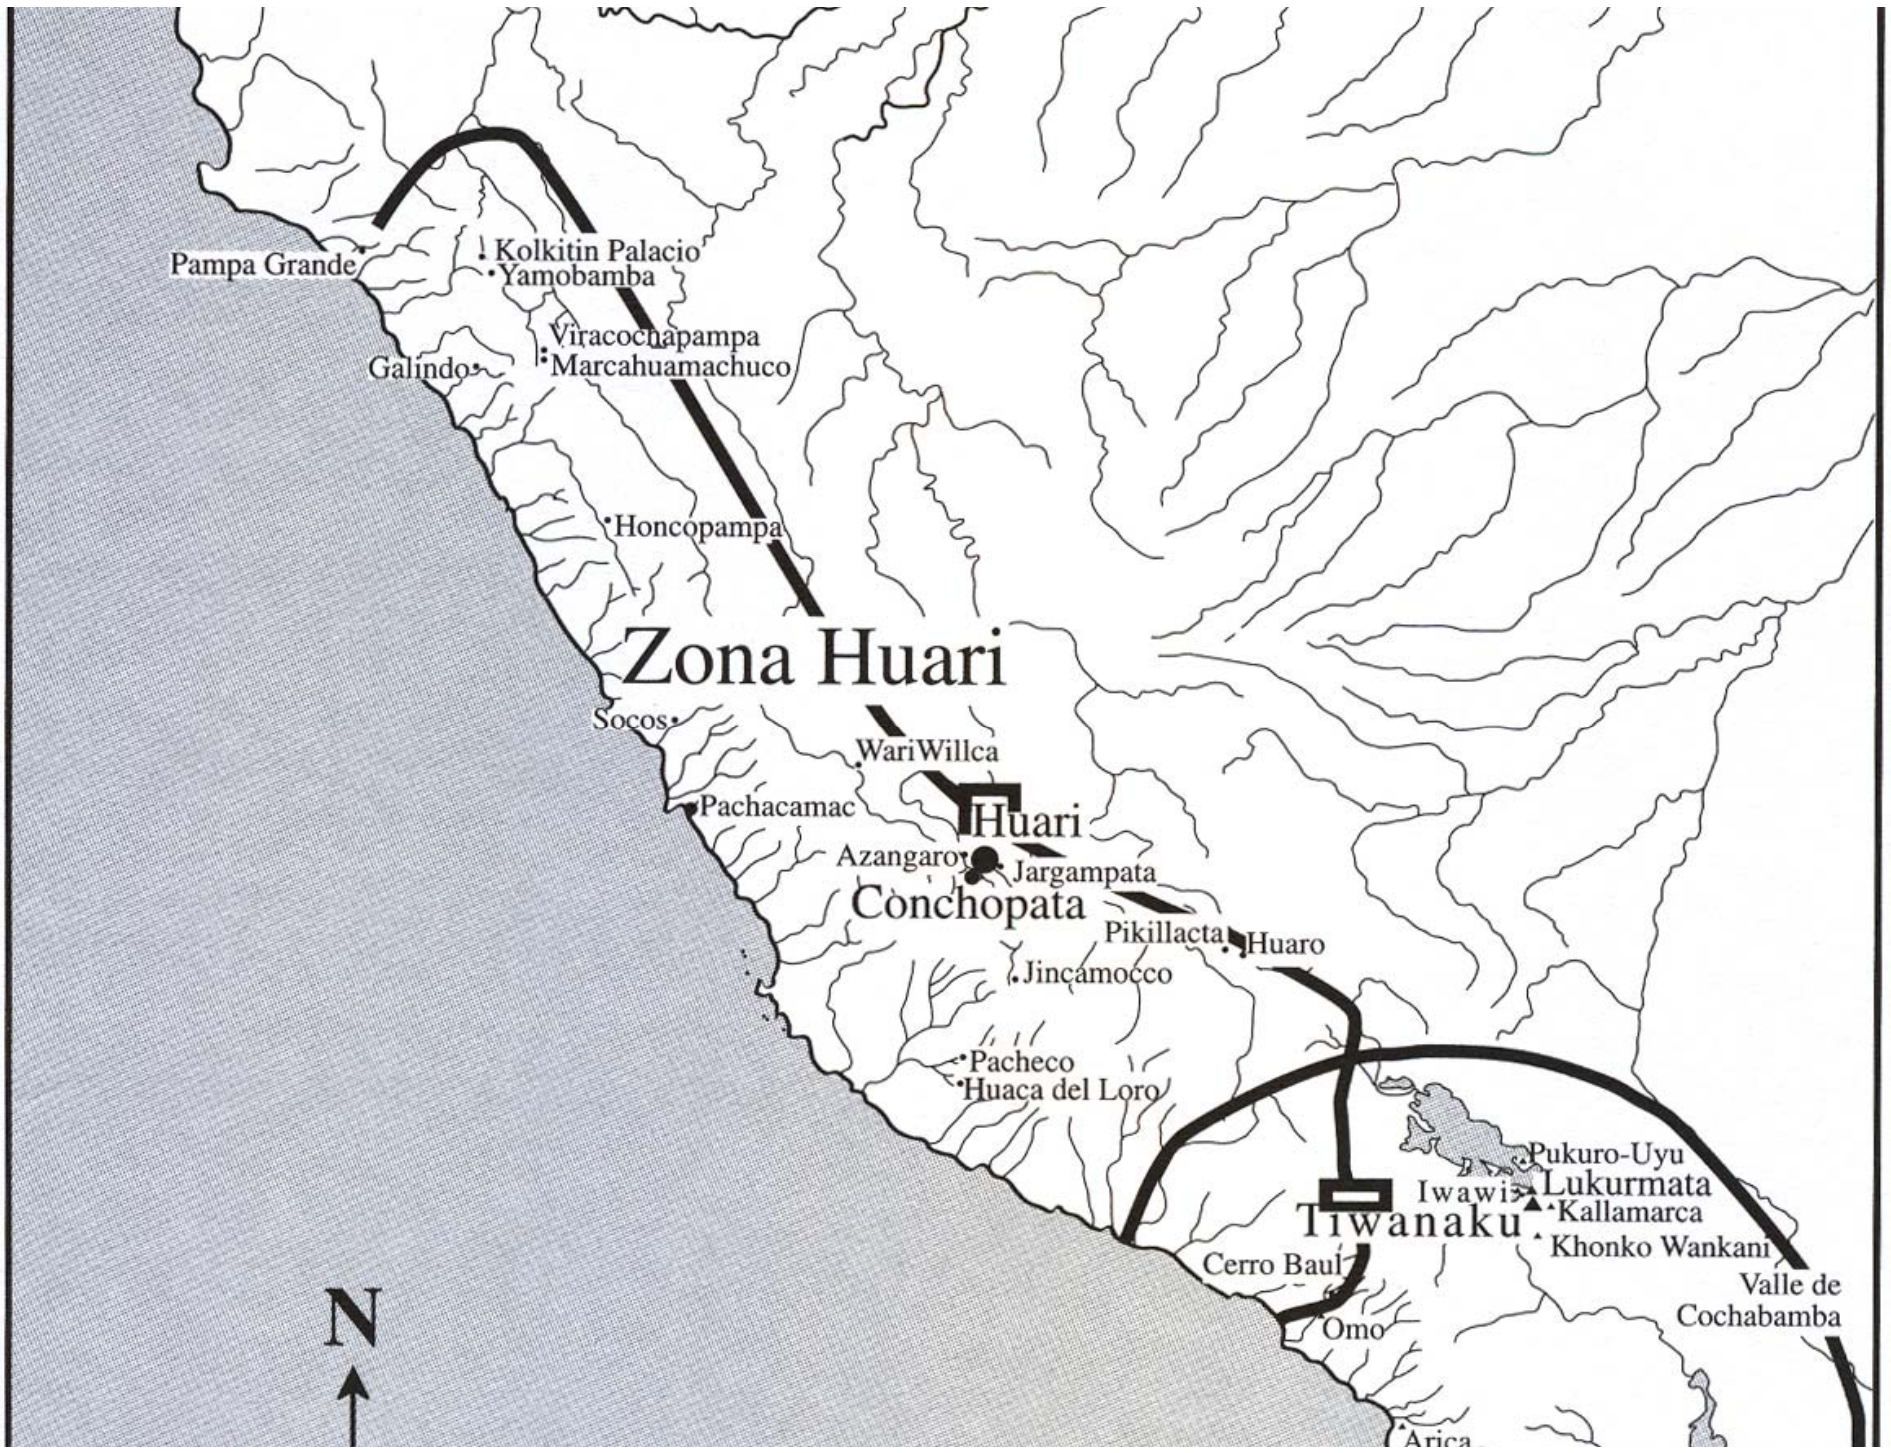 Kolkitin Palacio
Pampa Grande
Yamobamba
Viracochapampa
Galindo
Marcahuamachuco
Honcopampa
Zona Huari
Socos
WariWillca
Pachacamac
Huari
Azangaro
Jargampata
Conchopata
Pikillacta
Huaro
Jincamocco
Pacheco
Huaca del Loro
Pukuro-Uyu
Iwawi
Lukurmata
Tiwanaku
Kallamarca
Khonko Wankani
Cerro Baul
Valle de
Cochabamba
N
Omo
Arica